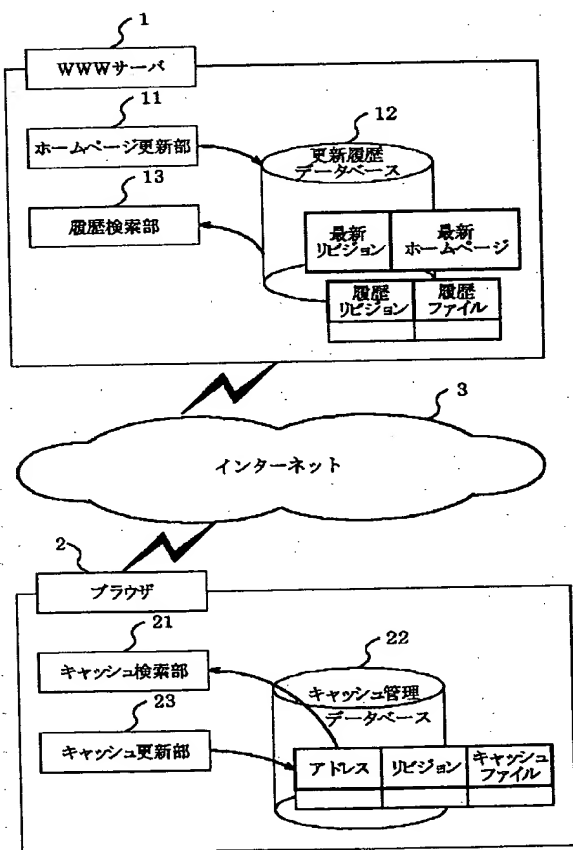 1
WWWサーバ
11
ホームページ更新部
12
更新履歴
データベース
13
履歴検索部
最新
リビジョン
最新
ホームページ
履歴
リビジョン
履歴
ファイル
3
インターネット
2
ブラウザ
21
キャッシュ検索部
22
キャッシュ管理
データベース
23
キャッシュ更新部
アドレス
リビジョン
キャッシュ
ファイル